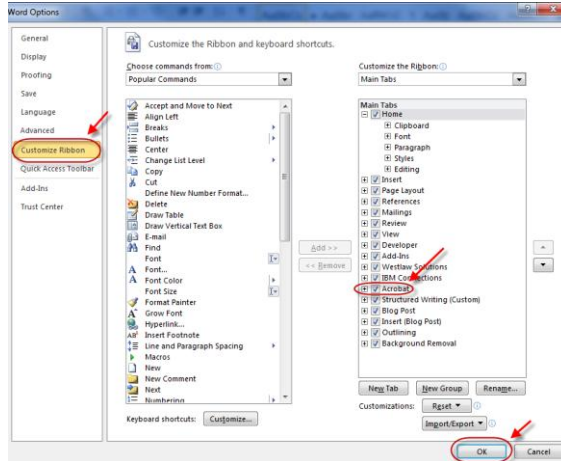 Word Options
General
Display
Proofing
Save
Language
Advanced
Customize Ribbon
Quick Access Toolbar
Add-Ins
Trust Center
Customize the Ribbon and keyboard shortcuts.
Choose commands from:
Popular Commands
Accept and Move to Next
Align Left
Breaks
Bullets
Center
Change List Level
Copy
Cut
Define New Number Format...
Delete
Draw Table
Draw Vertical Text Box
E-mail
Find
Font
Font...
Font Color
Font Size
Format Painter
Grow Font
Hyperlink...
Insert Footnote
Line and Paragraph Spacing
Macros
New
New Comment
Next
Numbering
Keyboard shortcuts: Customize...
Add >>
<< Remove
Customize the Ribbon:
Main Tabs
Main Tabs
Home
Clipboard
Font
Paragraph
Styles
Editing
Insert
Page Layout
References
Mailings
Review
View
Developer
Add-Ins
Westlaw Solutions
IBM Connections
Acrobat
Structured Writing (Custom)
Blog Post
Insert (Blog Post)
Outlining
Background Removal
New Tab New Group Rename...
Customizations: Reset
Import/Export
OK Cancel